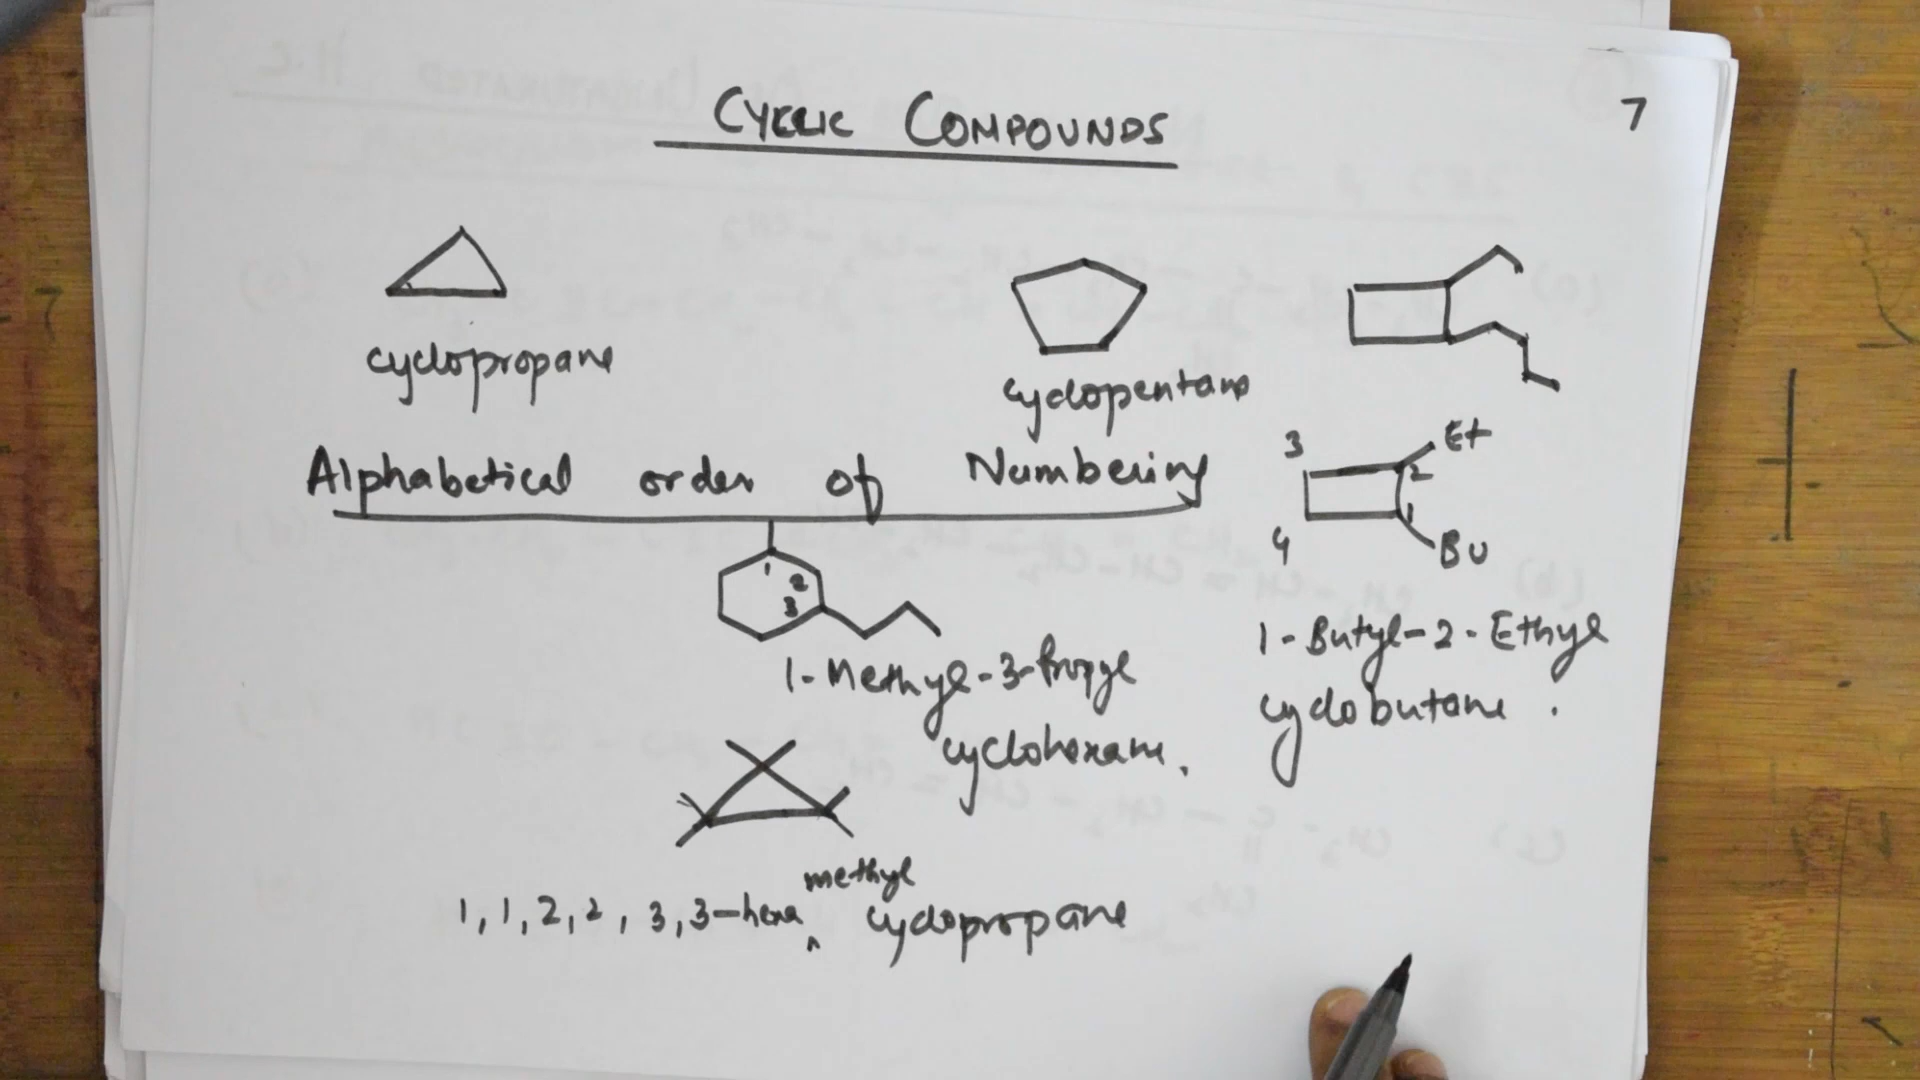 CYCLIC COMPOUNDS
7
cyclopropane
cyclopentane
Alphabetical order of Numbering
3
Et
2
1
4
Bu
1
2
3
1-Methyl-3-Propyl
cyclohexane.
1-Butyl-2-Ethyl
cyclobutane.
methyl
1,1,2,2,3,3-hexa cyclopropane